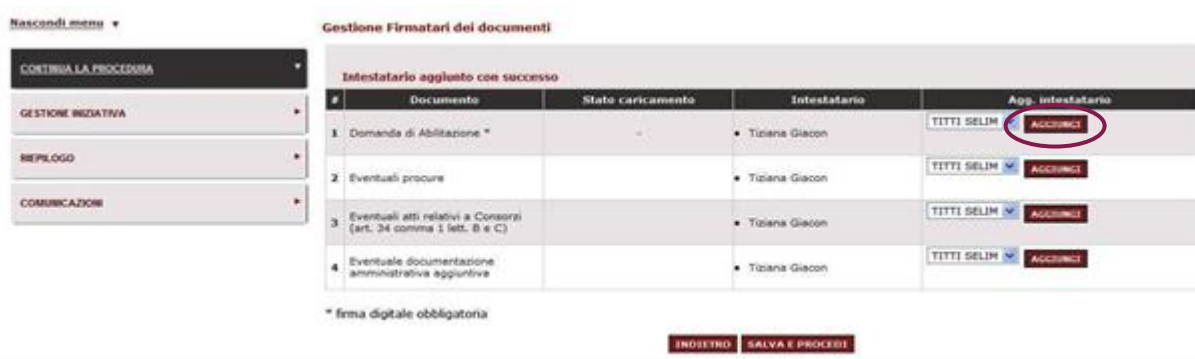 Nascondi menu
Gestione Firmatari dei documenti
CONTINUA LA PROCEDURA
GESTIONE INIZIATIVA
RIEPILOGO
COMUNICAZIONI
Intestatario aggiunto con successo
# Documento Stato caricamento Intestatario Agg. intestatario
1 Domanda di Abilitazione * - • Tiziana Giacon TITTI SELIM AGGIUNGI
2 Eventuali procure • Tiziana Giacon TITTI SELIM AGGIUNGI
3 Eventuali atti relativi a Consorzi
(art. 34 comma 1 lett. B e C) • Tiziana Giacon TITTI SELIM AGGIUNGI
4 Eventuale documentazione
amministrativa aggiuntiva • Tiziana Giacon TITTI SELIM AGGIUNGI
* firma digitale obbligatoria
INDIETRO SALVA E PROCEDI